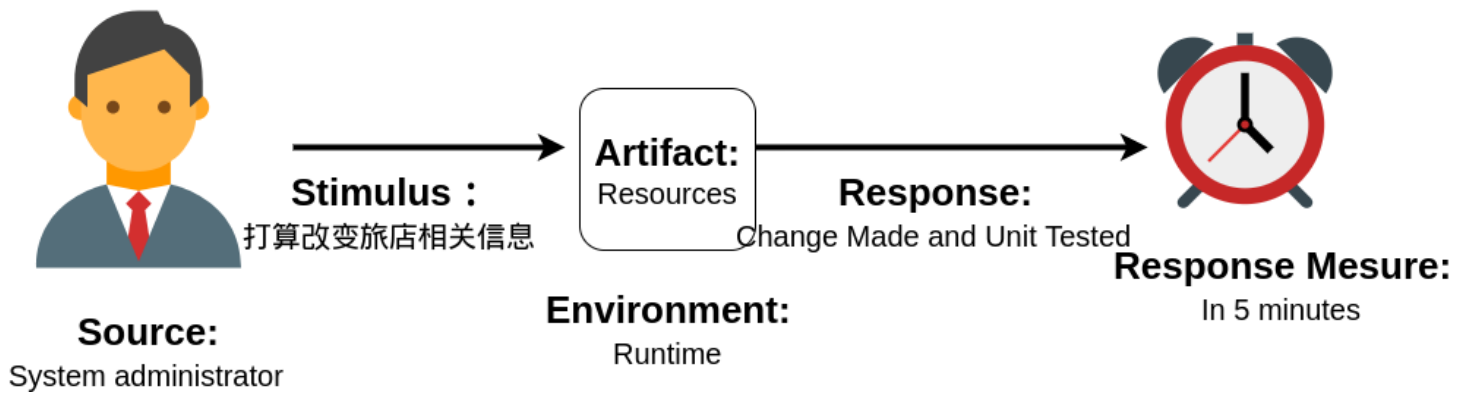 Source:
System administrator
Stimulus：
打算改变旅店相关信息
Artifact:
Resources
Environment:
Runtime
Response:
Change Made and Unit Tested
Response Mesure:
In 5 minutes